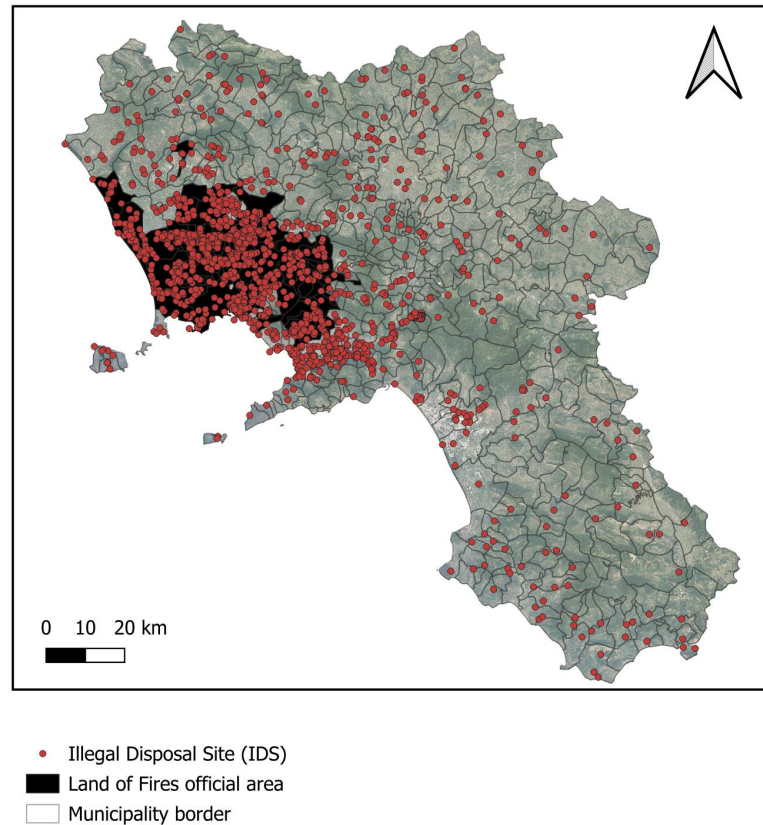 0 10 20 km
Illegal Disposal Site (IDS)
Land of Fires official area
Municipality border